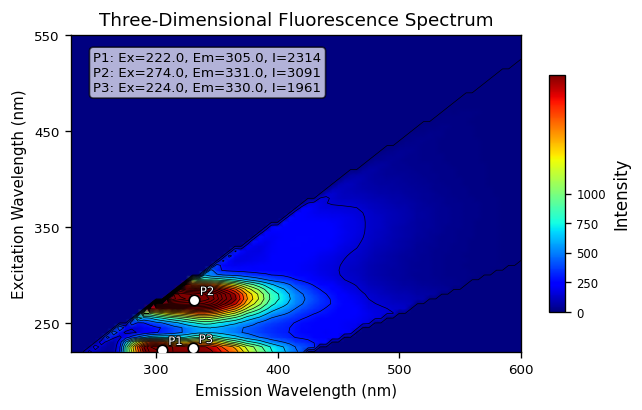 Three-Dimensional Fluorescence Spectrum
P1: Ex=222.0, Em=305.0, I=2314
P2: Ex=274.0, Em=331.0, I=3091
P3: Ex=224.0, Em=330.0, I=1961
550
450
350
250
Excitation Wavelength (nm)
P2
P1
P3
300
400
500
600
Emission Wavelength (nm)
1000
750
500
250
0
Intensity